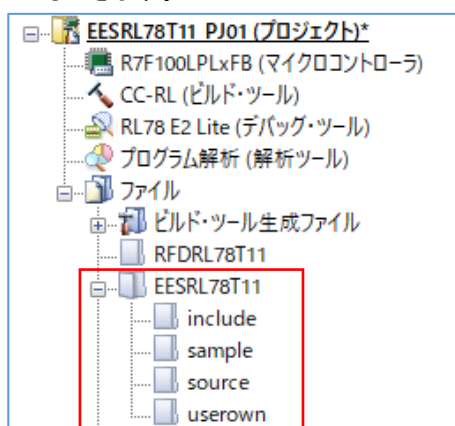 EESRL78T11 PJ01 (プロジェクト)*
R7F100LPLxFB (マイクロコントローラ)
CC-RL (ビルド・ツール)
RL78 E2 Lite (デバッグ・ツール)
プログラム解析 (解析ツール)
ファイル
ビルド・ツール生成ファイル
RFDRL78T11
EESRL78T11
include
sample
source
userown